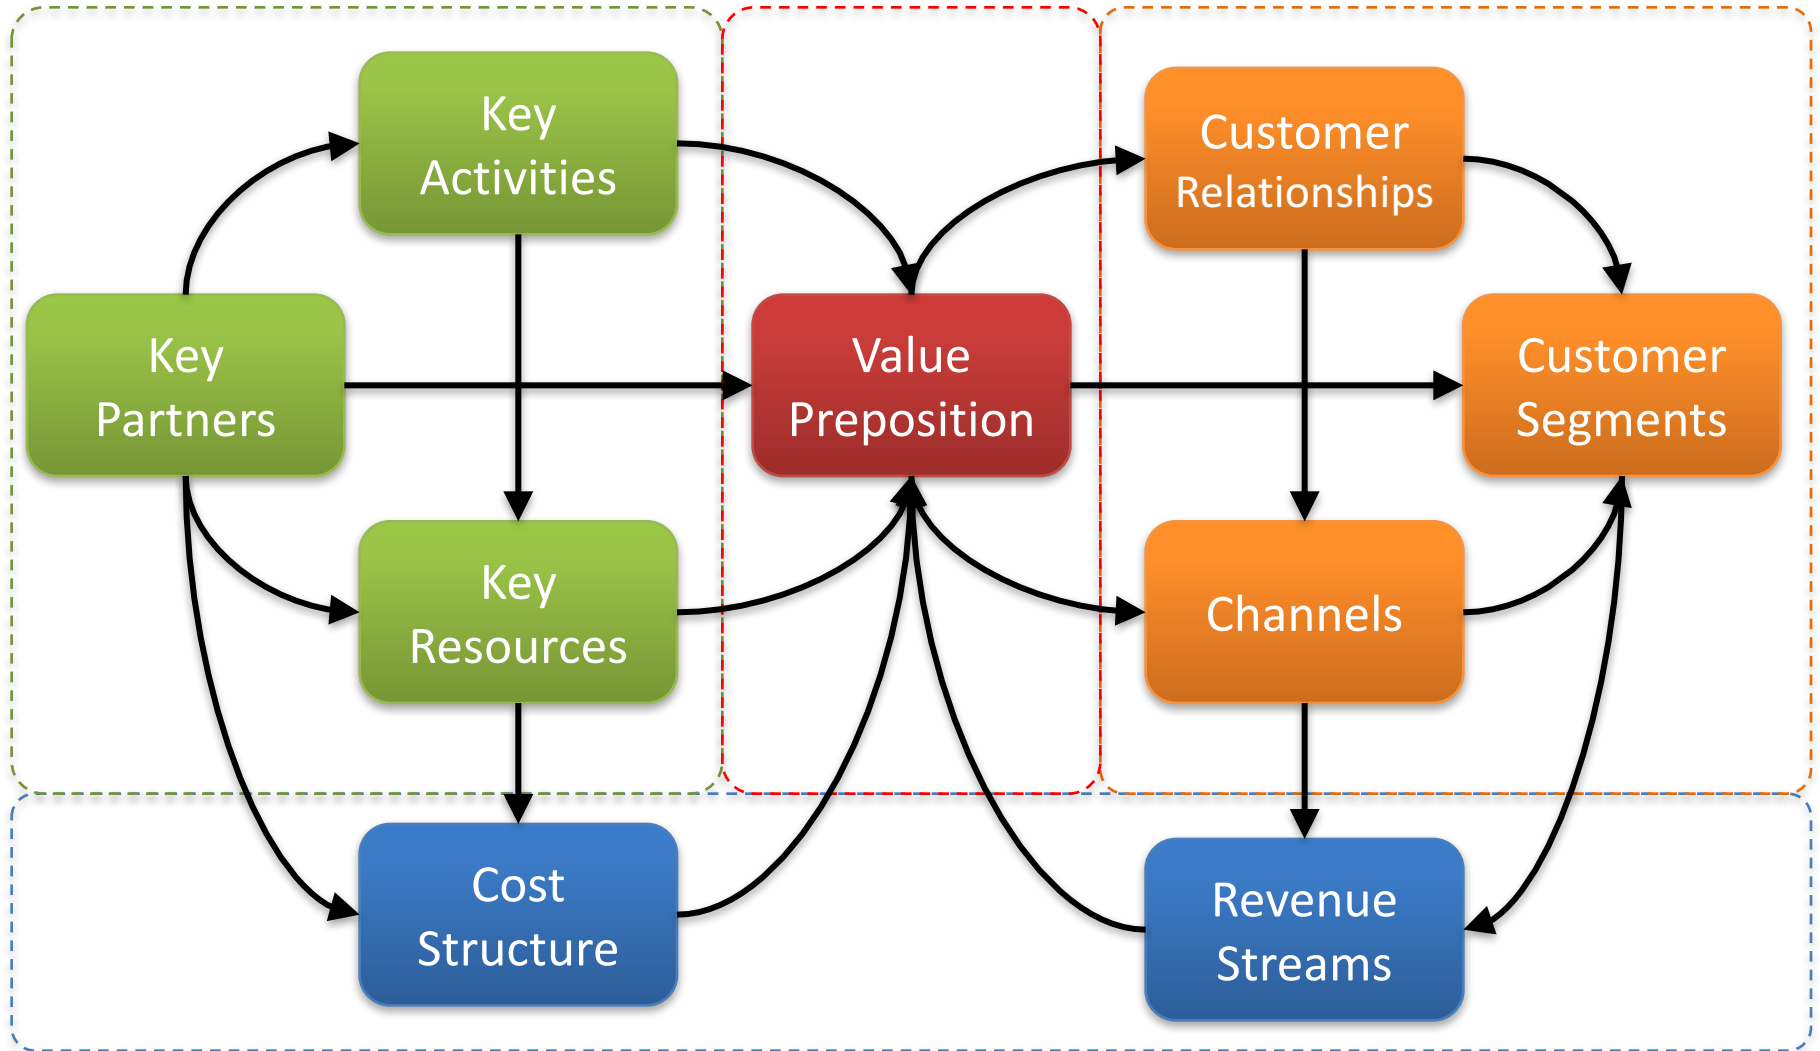 Key
Activities
Customer
Relationships
Key
Partners
Value
Preposition
Customer
Segments
Key
Resources
Channels
Cost
Structure
Revenue
Streams